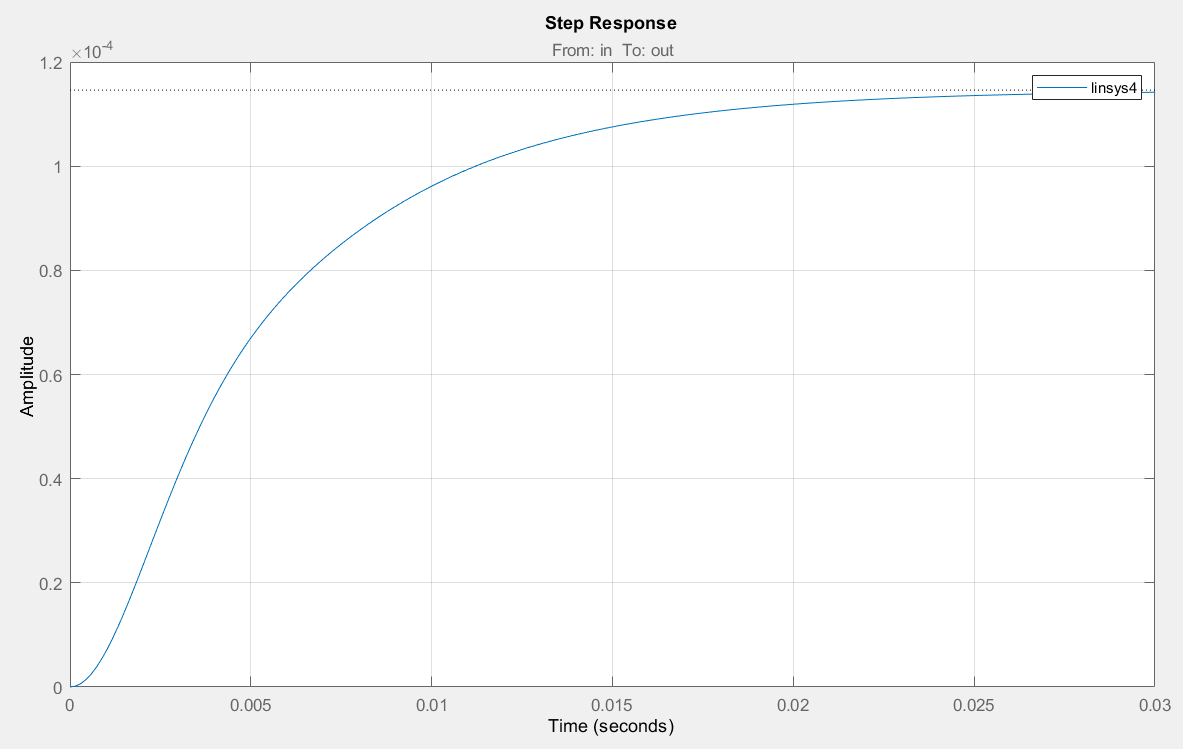 Step Response
From: in  To: out
×10^-4
1.2
linsys4
1
0.8
0.6
0.4
0.2
0
Amplitude
0 0.005 0.01 0.015 0.02 0.025 0.03
Time (seconds)